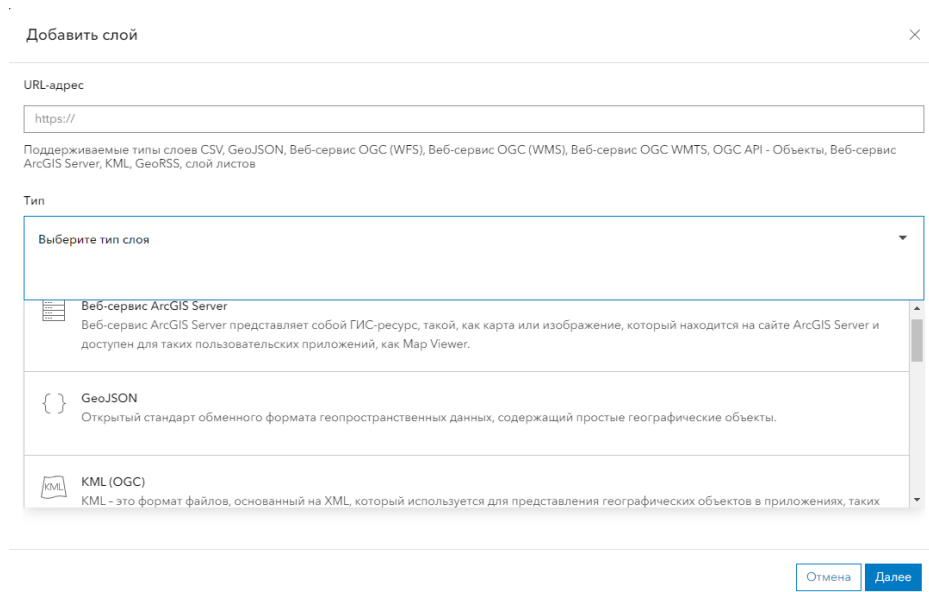 Добавить слой
URL-адрес
https://
Поддерживаемые типы слоев CSV, GeoJSON, Веб-сервис OGC (WFS), Веб-сервис OGC (WMS), Веб-сервис OGC WMTS, OGC API - Объекты, Веб-сервис
ArcGIS Server, KML, GeoRSS, слой листов
Тип
Выберите тип слоя
Веб-сервис ArcGIS Server
Веб-сервис ArcGIS Server представляет собой ГИС-ресурс, такой, как карта или изображение, который находится на сайте ArcGIS Server и
доступен для таких пользовательских приложений, как Map Viewer.
{ } GeoJSON
Открытый стандарт обменного формата геопространственных данных, содержащий простые географические объекты.
KML KML (OGC)
KML – это формат файлов, основанный на XML, который используется для представления географических объектов в приложениях, таких
Отмена Далее